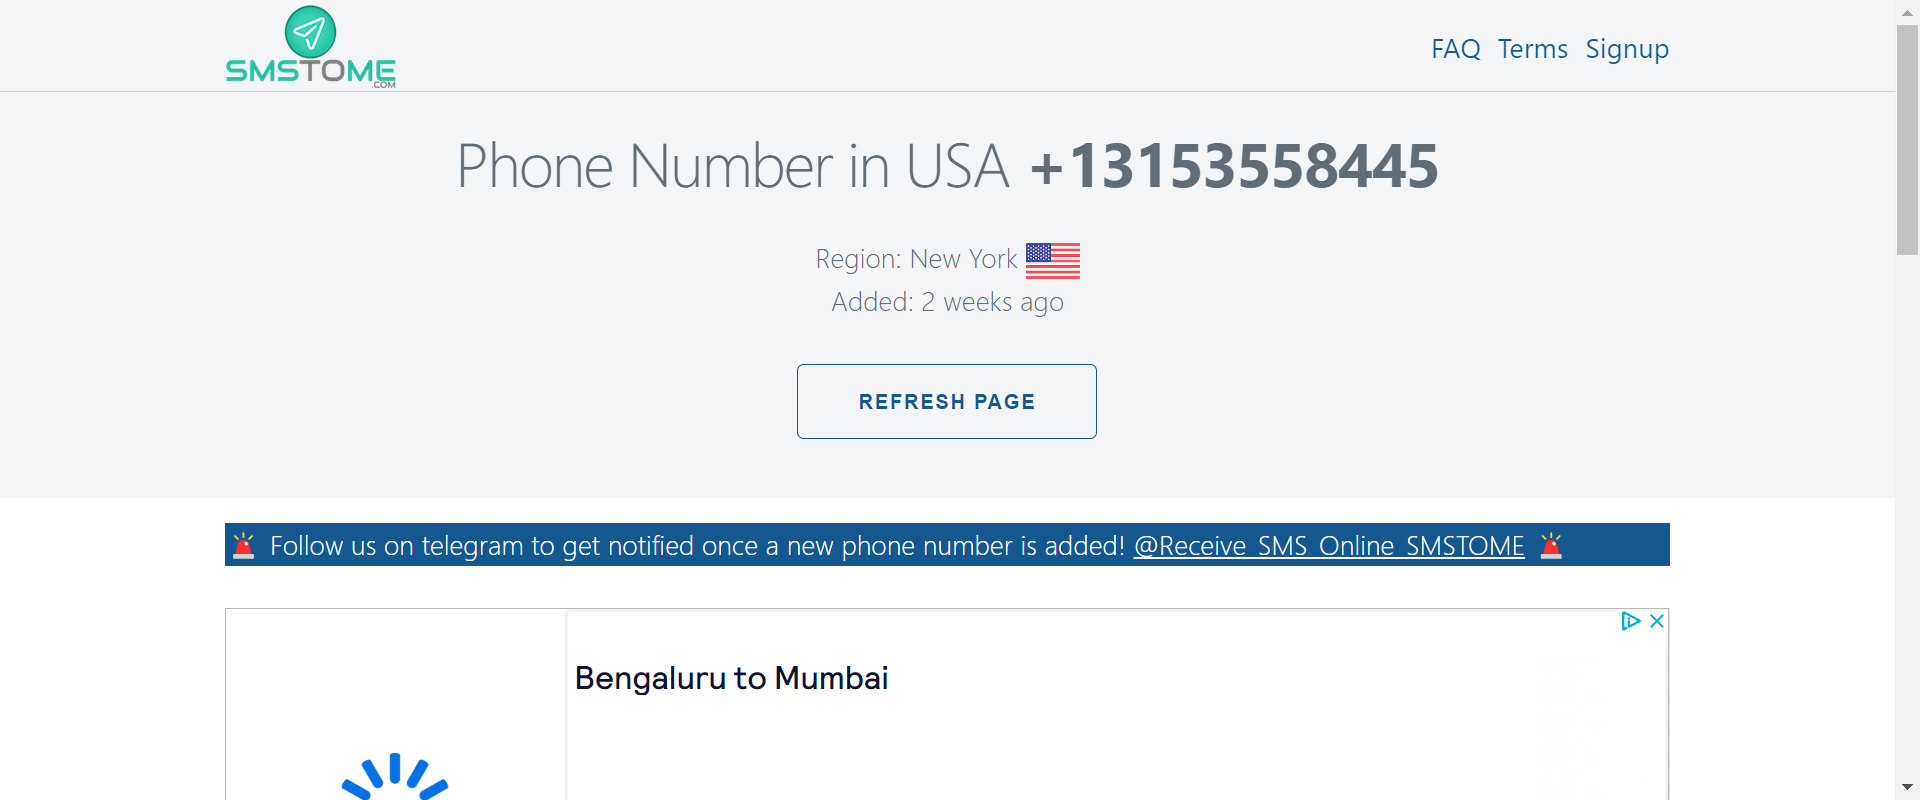 SMSTOME
.COM
FAQ Terms Signup
Phone Number in USA +13153558445
Region: New York
Added: 2 weeks ago
REFRESH PAGE
Follow us on telegram to get notified once a new phone number is added! @Receive_SMS_Online_SMSTOME
Bengaluru to Mumbai